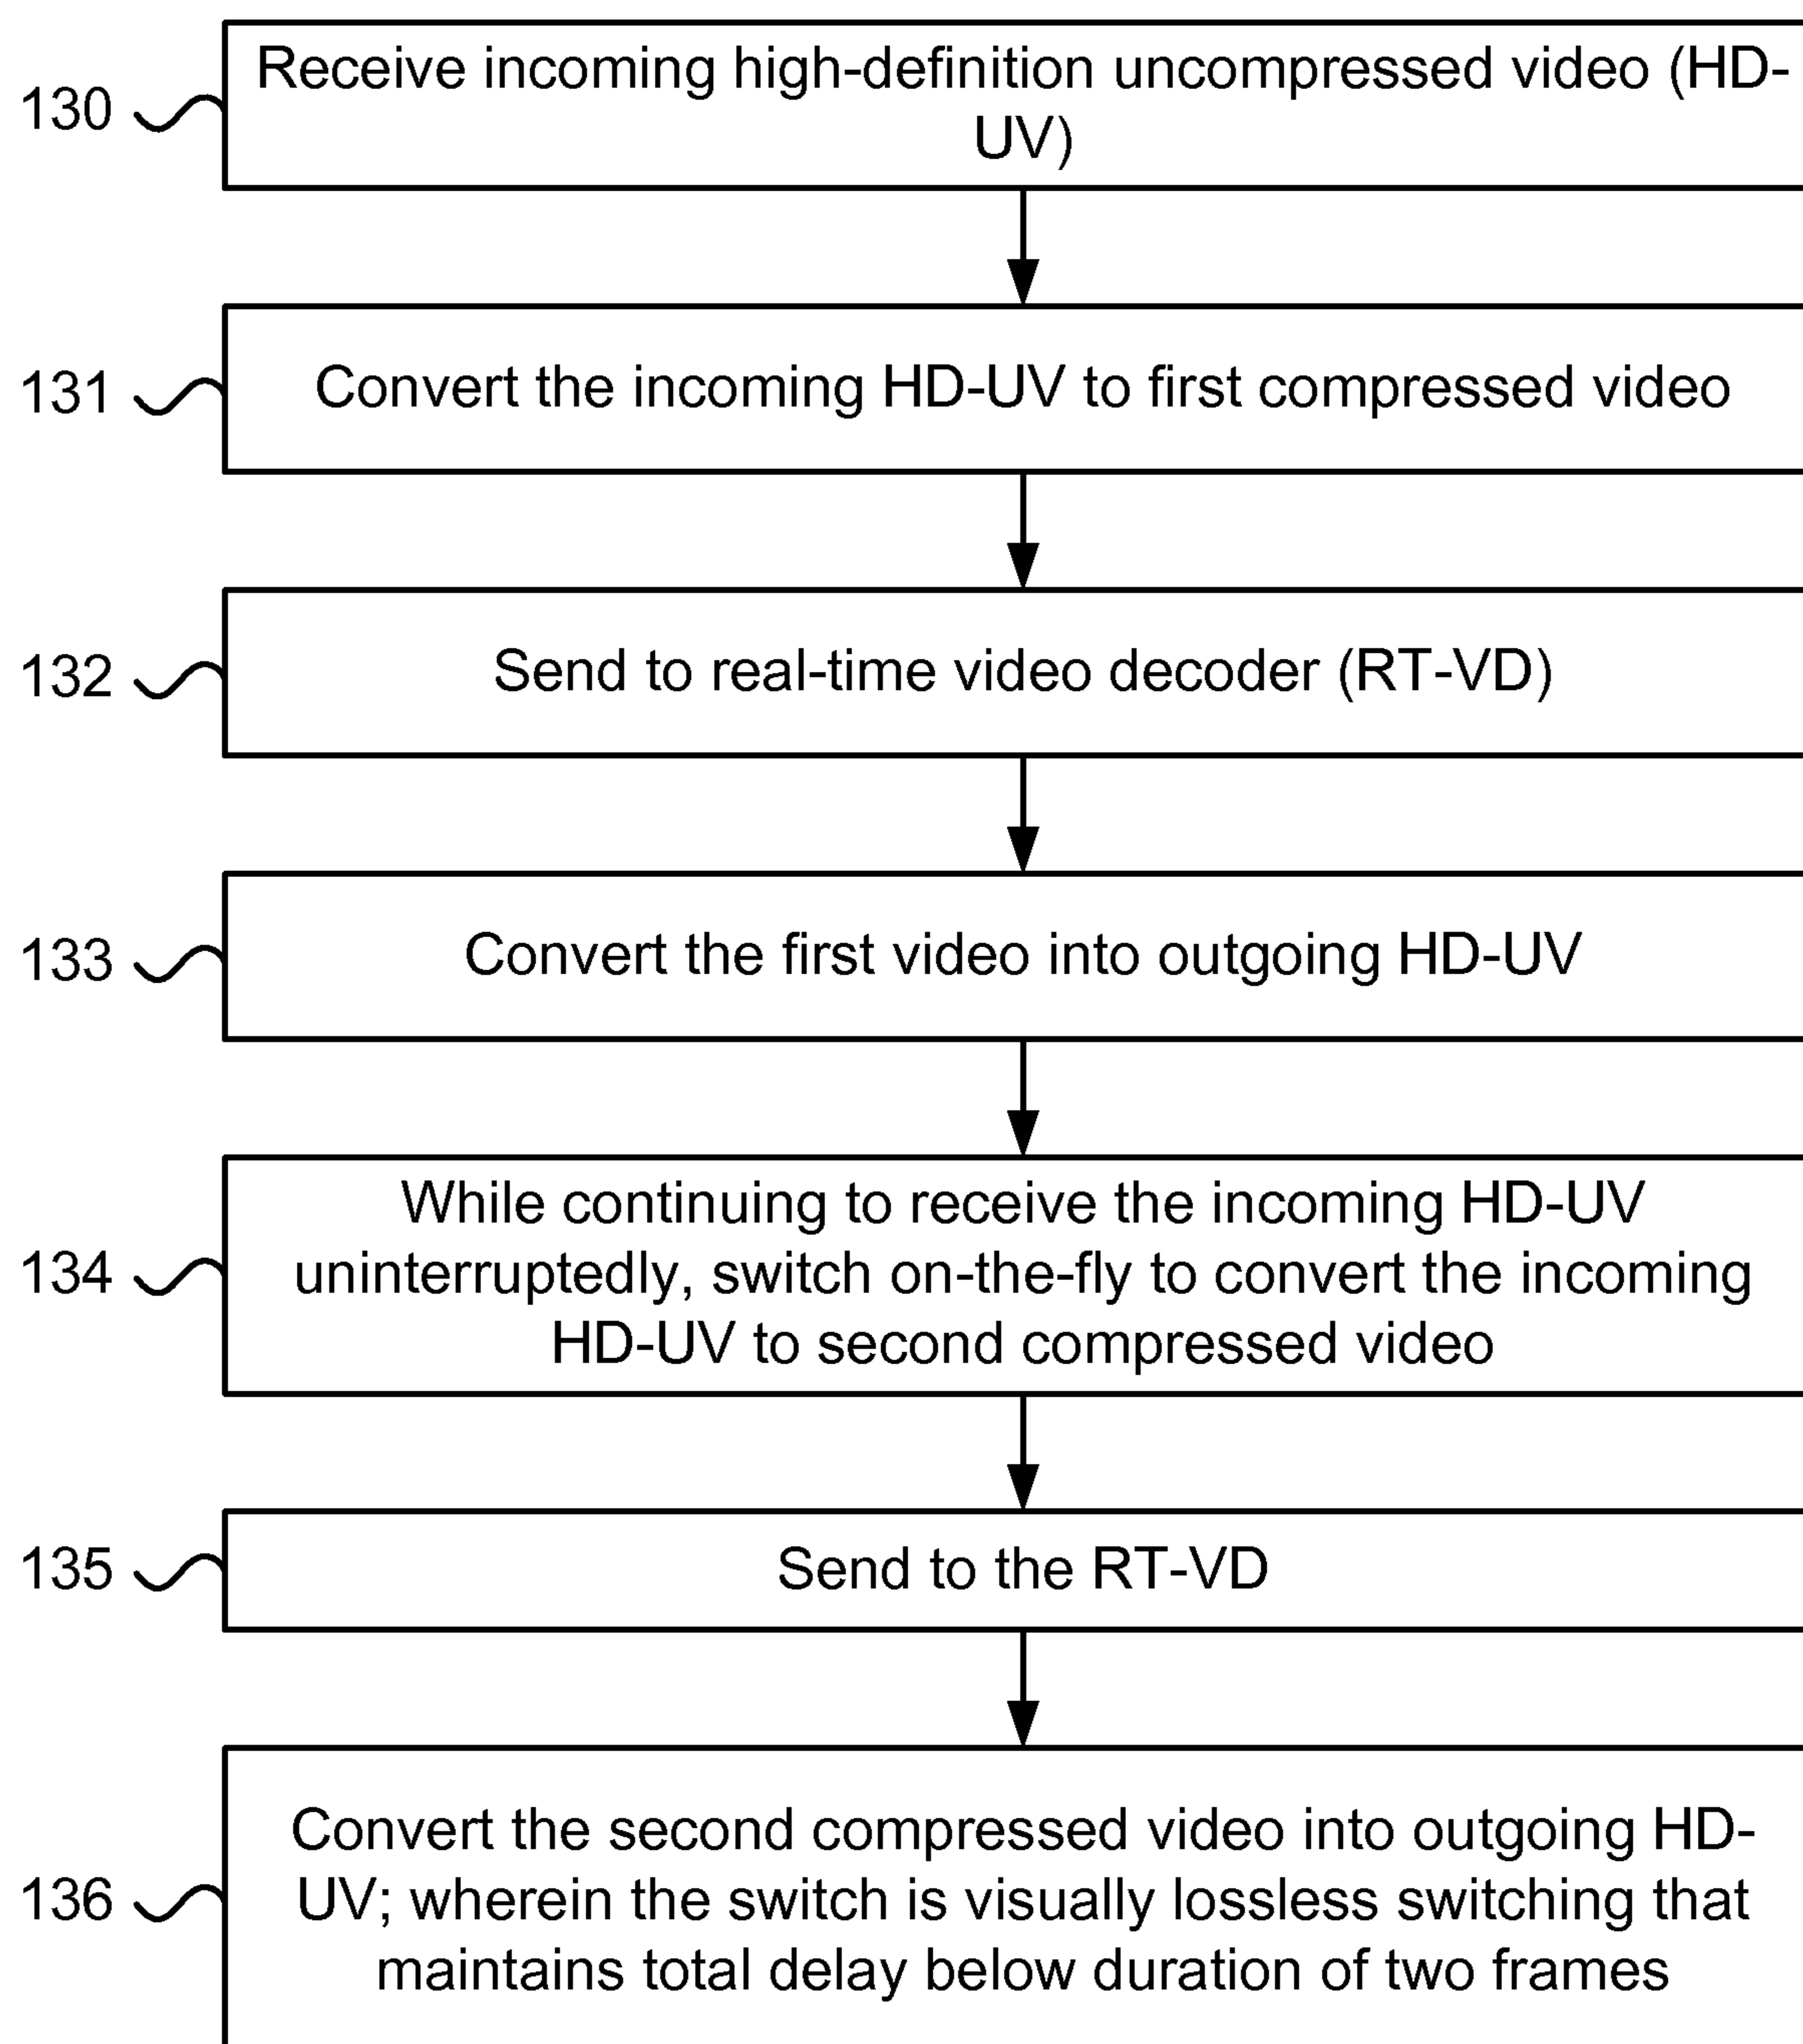 130
Receive incoming high-definition uncompressed video (HD-
UV)
131
Convert the incoming HD-UV to first compressed video
132
Send to real-time video decoder (RT-VD)
133
Convert the first video into outgoing HD-UV
134
While continuing to receive the incoming HD-UV
uninterruptedly, switch on-the-fly to convert the incoming
HD-UV to second compressed video
135
Send to the RT-VD
136
Convert the second compressed video into outgoing HD-
UV; wherein the switch is visually lossless switching that
maintains total delay below duration of two frames